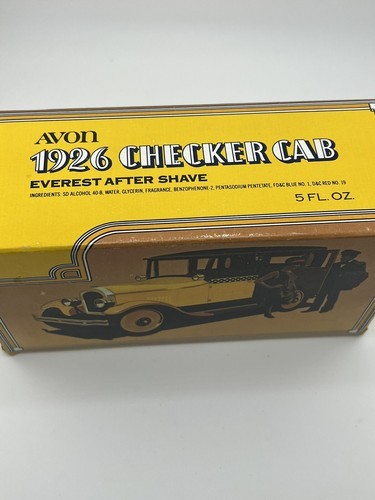 AVON
1926 CHECKER CAB
EVEREST AFTER SHAVE
INGREDIENTS: SD ALCOHOL 40-B, WATER, GLYCERIN, FRAGRANCE, BENZOPHENONE-2, PENTASODIUM PENTETATE, FD&C BLUE NO. 1, D&C RED NO. 19
5 FL. OZ.